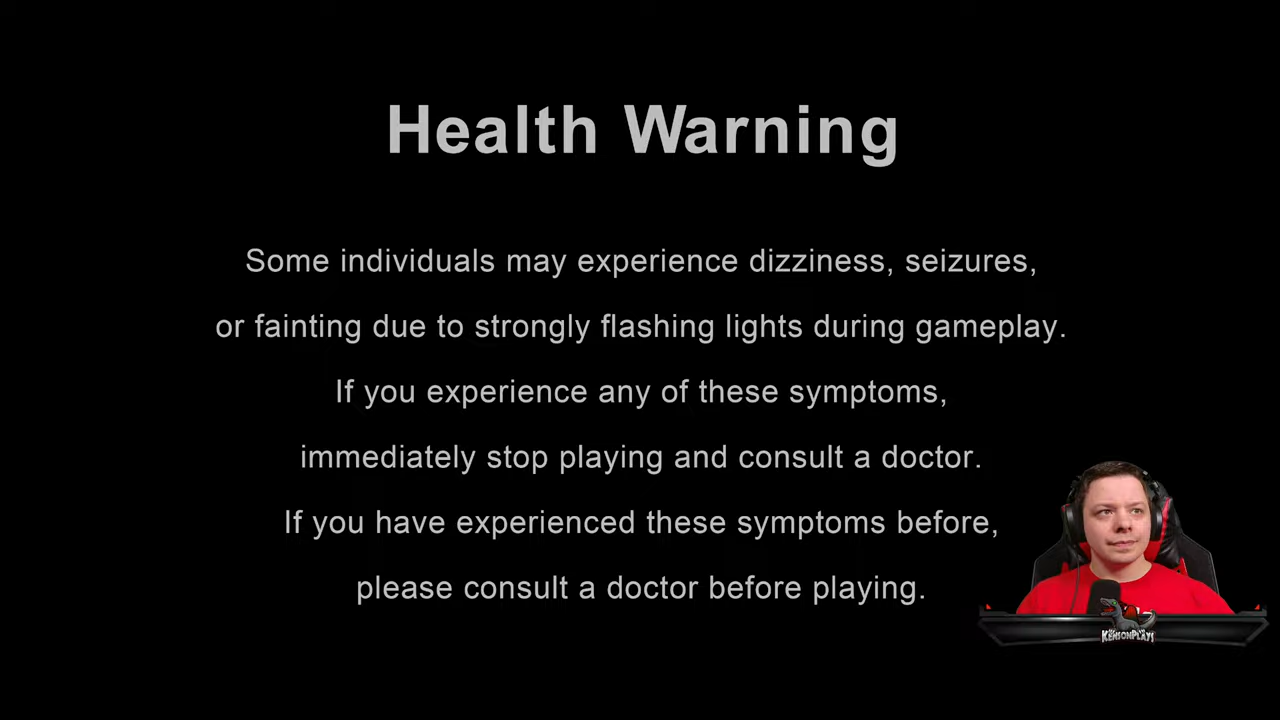 Health Warning
Some individuals may experience dizziness, seizures,
or fainting due to strongly flashing lights during gameplay.
If you experience any of these symptoms,
immediately stop playing and consult a doctor.
If you have experienced these symptoms before,
please consult a doctor before playing.
KENSONPLAYS